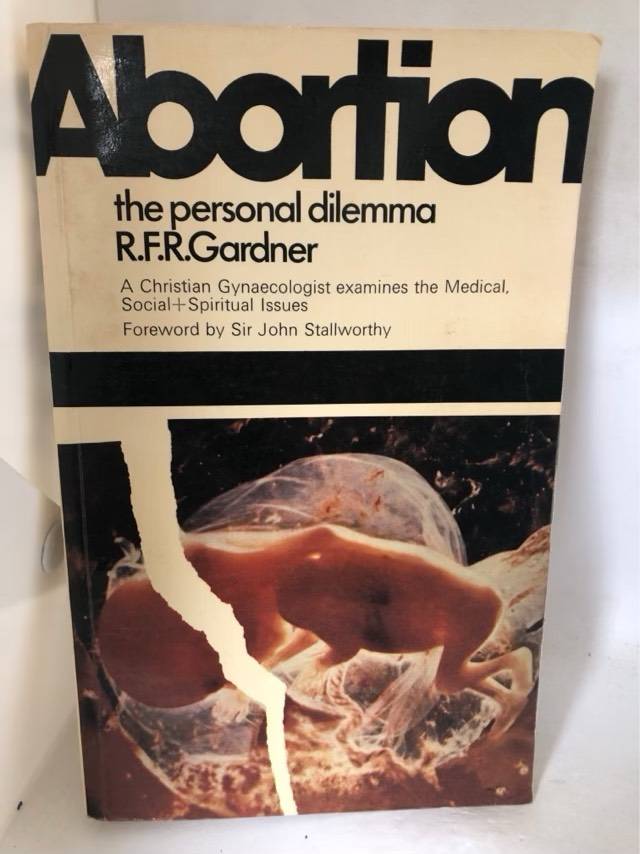 Abortion
the personal dilemma
R.F.R.Gardner
A Christian Gynaecologist examines the Medical,
Social+Spiritual Issues
Foreword by Sir John Stallworthy